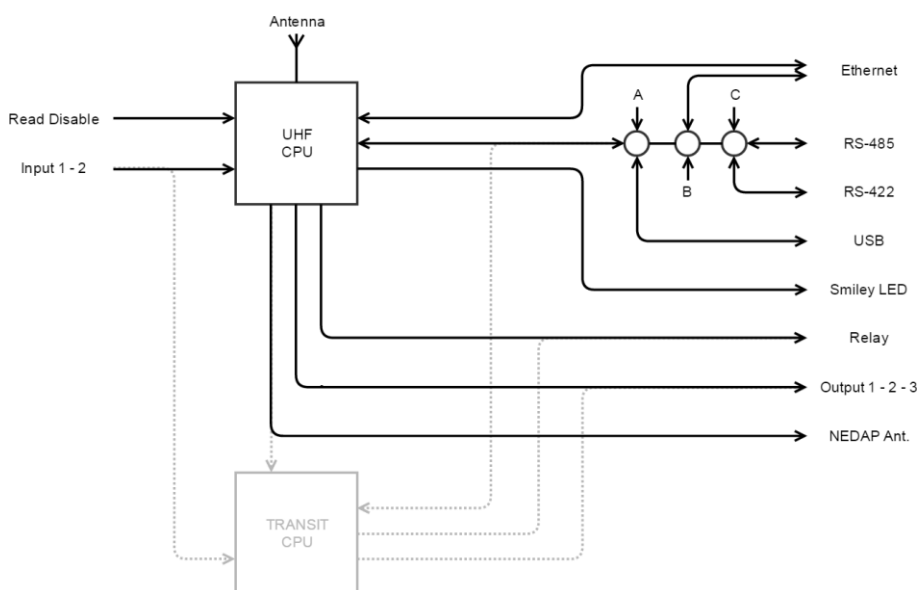 Antenna
Ethernet
A
C
Read Disable
UHF
CPU
RS-485
Input 1 - 2
B
RS-422
USB
Smiley LED
Relay
Output 1 - 2 - 3
NEDAP Ant.
TRANSIT
CPU